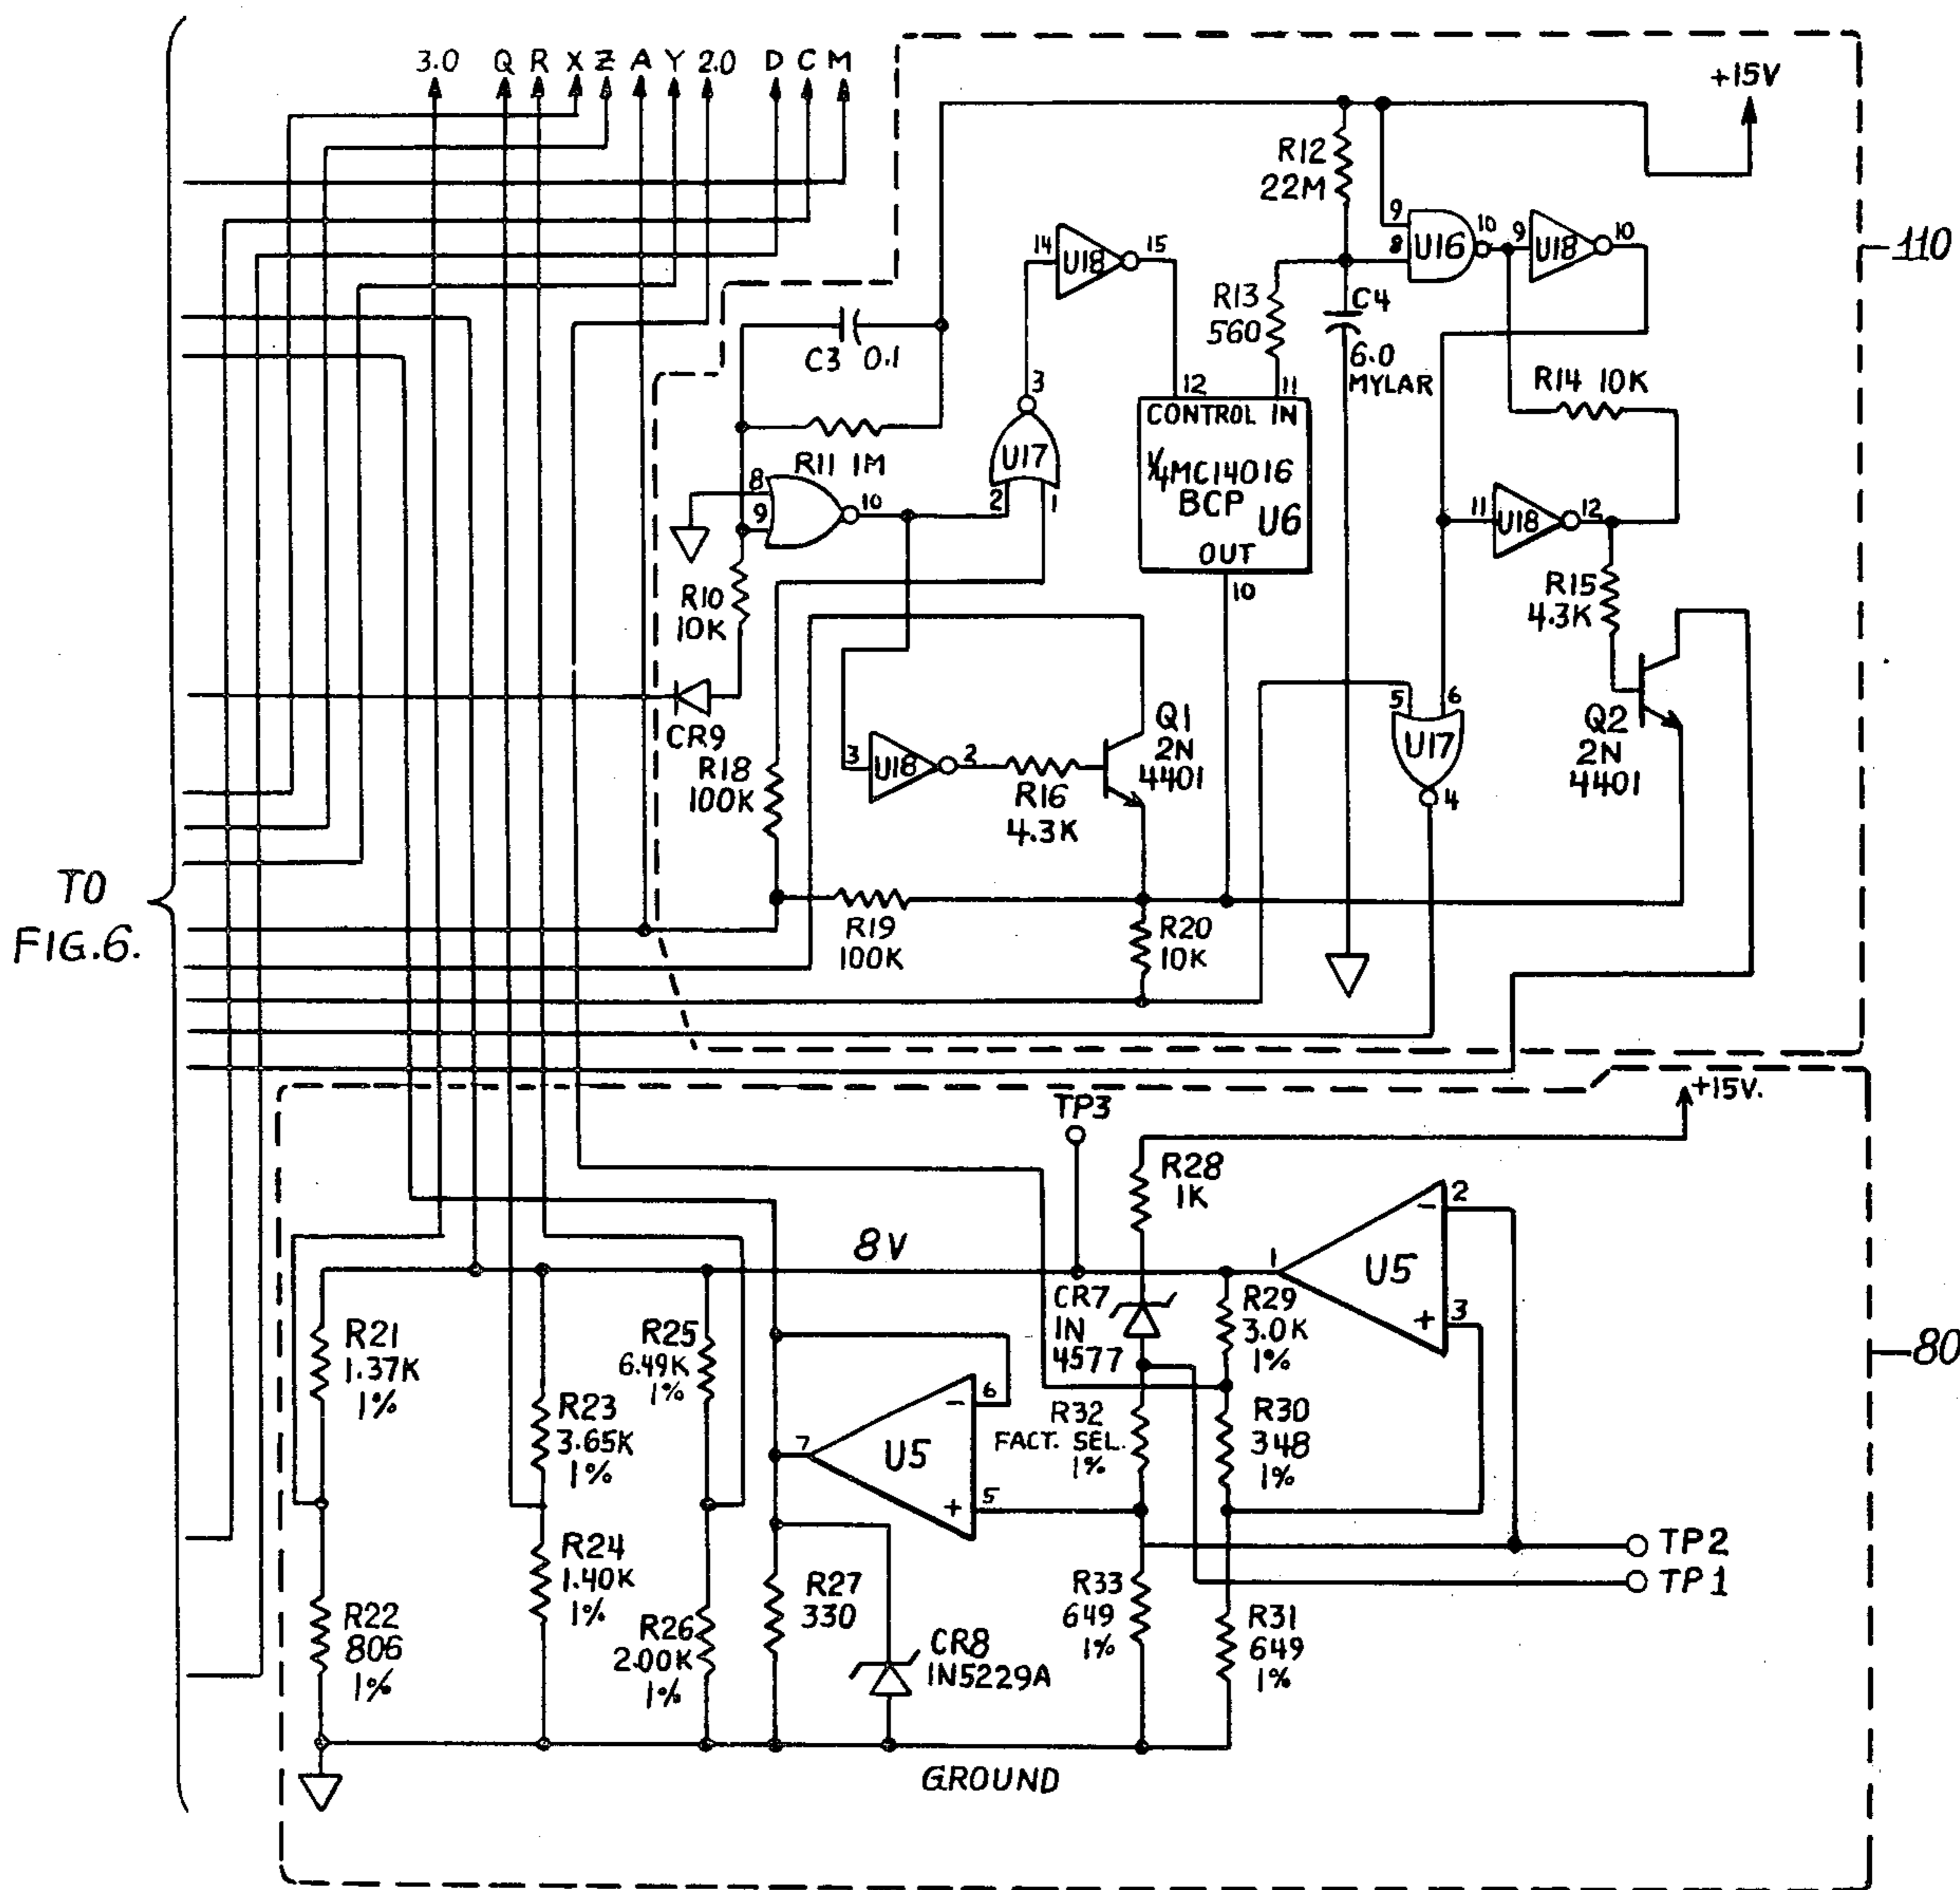 3.0 Q R X Z A Y 2.0 D C M
+15V
R12
22M
9
8
U16
10
9
U18
10
110
14
U18
15
R13
560
C4
6.0
MYLAR
C3 0.1
R14 10K
3
12
11
CONTROL IN
U17
2
1
1/4MC14016
BCP
U6
OUT
10
R11 1M
8
9
10
11
U18
12
R10
10K
R15
4.3K
CR9
5
6
Q1
2N
4401
Q2
2N
4401
U17
4
3
U18
2
R18
100K
R16
4.3K
TO
FIG.6.
R19
100K
R20
10K
+15V.
TP3
R28
1K
8V
2
-
1
U5
+
3
CR7
IN
4577
R29
3.0K
1%
80
R21
1.37K
1%
R25
6.49K
1%
R23
3.65K
1%
6
-
7
U5
+
5
R32
FACT. SEL.
1%
R30
348
1%
R24
1.40K
1%
TP2
TP1
R22
806
1%
R26
2.00K
1%
R27
330
CR8
IN5229A
R33
649
1%
R31
649
1%
GROUND